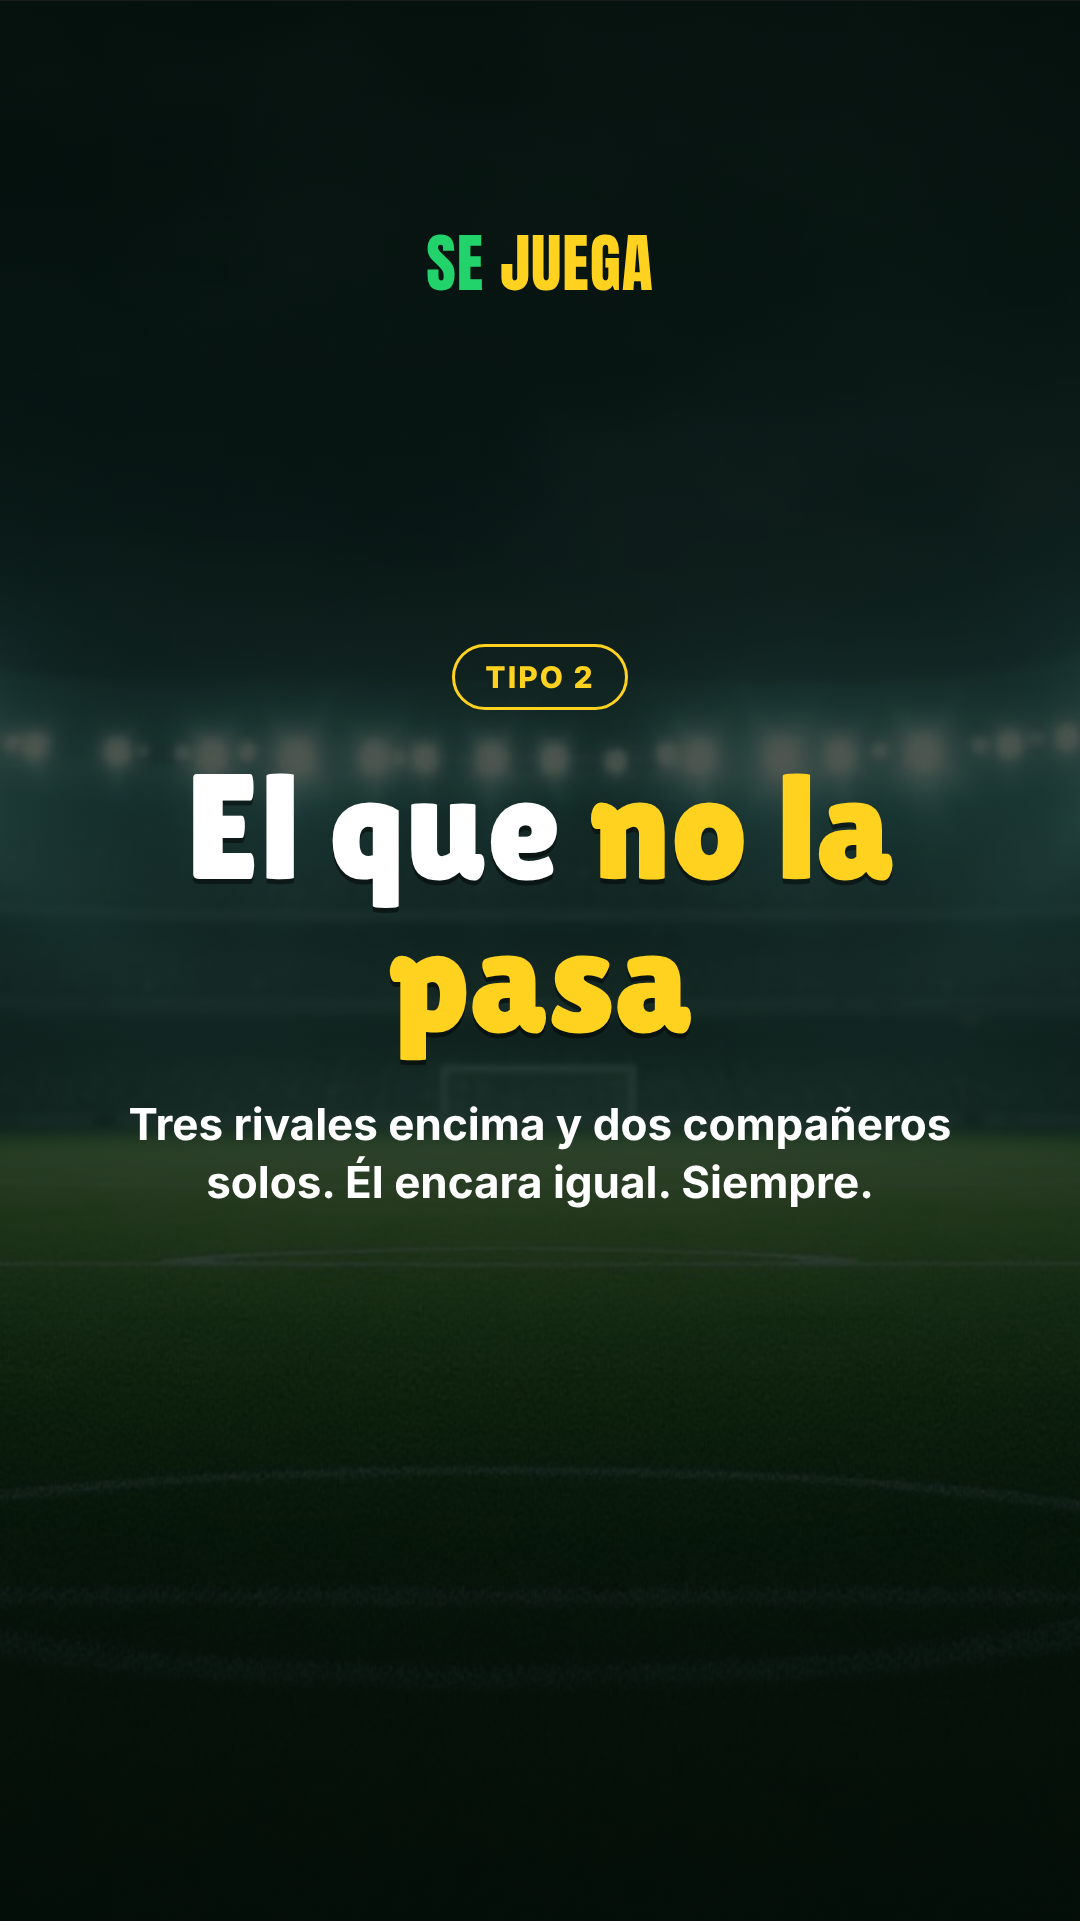 SE JUEGA
TIPO 2
El que no la
pasa
Tres rivales encima y dos compañeros
solos. Él encara igual. Siempre.